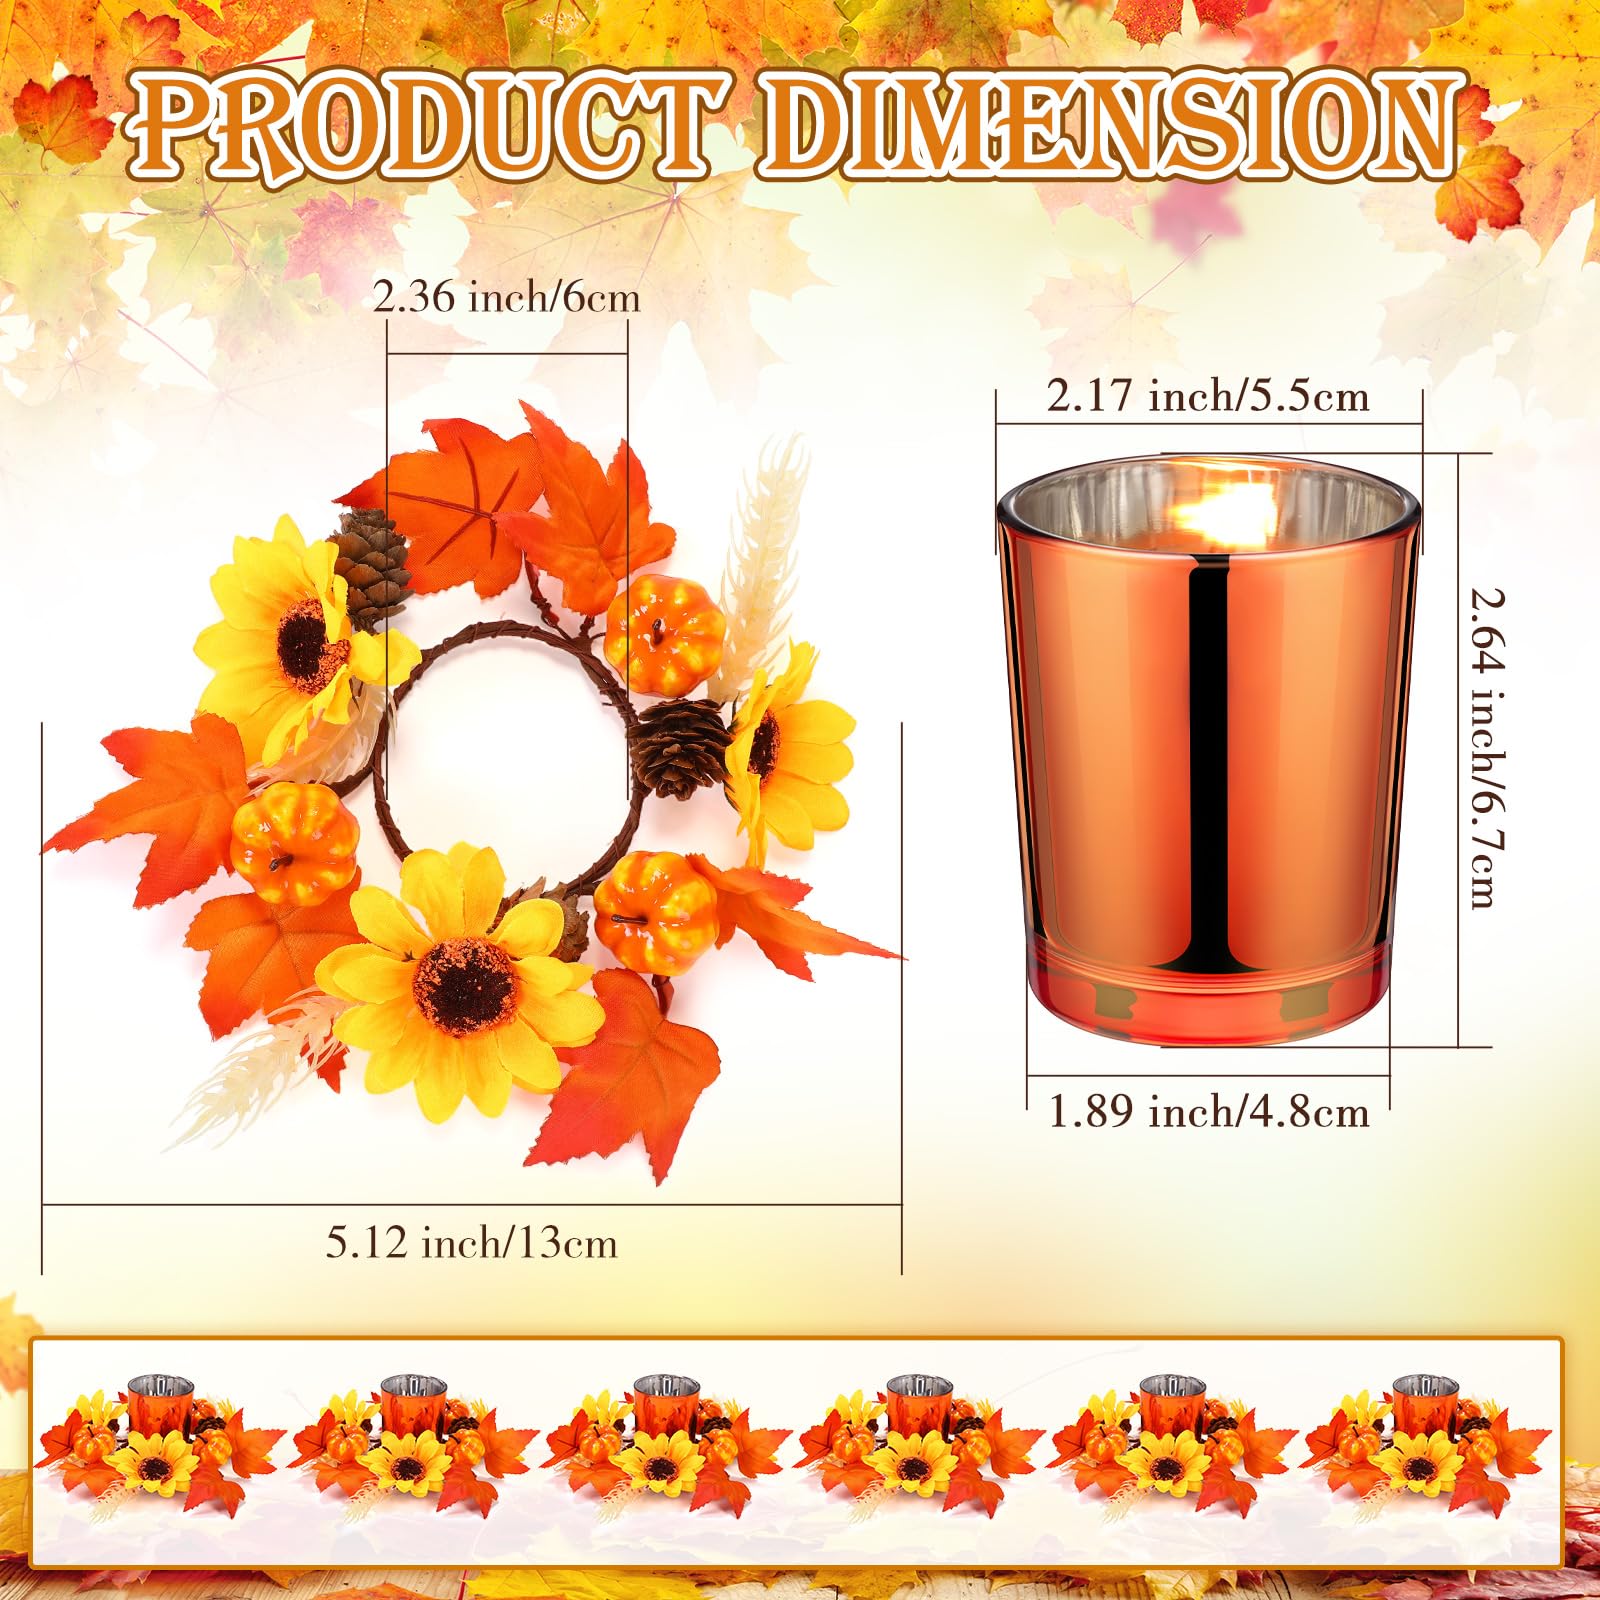 PRODUCT DIMENSION
2.36 inch/6cm
2.17 inch/5.5cm
2.64 inch/6.7cm
1.89 inch/4.8cm
5.12 inch/13cm